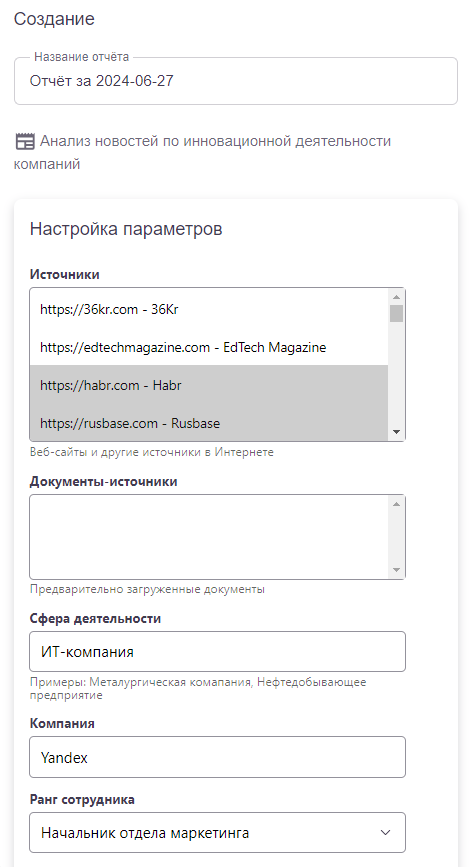 Создание
Название отчёта
Отчёт за 2024-06-27
Анализ новостей по инновационной деятельности
компаний
Настройка параметров
Источники
https://36kr.com - 36Kr
https://edtechmagazine.com - EdTech Magazine
https://habr.com - Habr
https://rusbase.com - Rusbase
Веб-сайты и другие источники в Интернете
Документы-источники
Предварительно загруженные документы
Сфера деятельности
ИТ-компания
Примеры: Металургическая комапания, Нефтедобывающее
предприятие
Компания
Yandex
Ранг сотрудника
Начальник отдела маркетинга